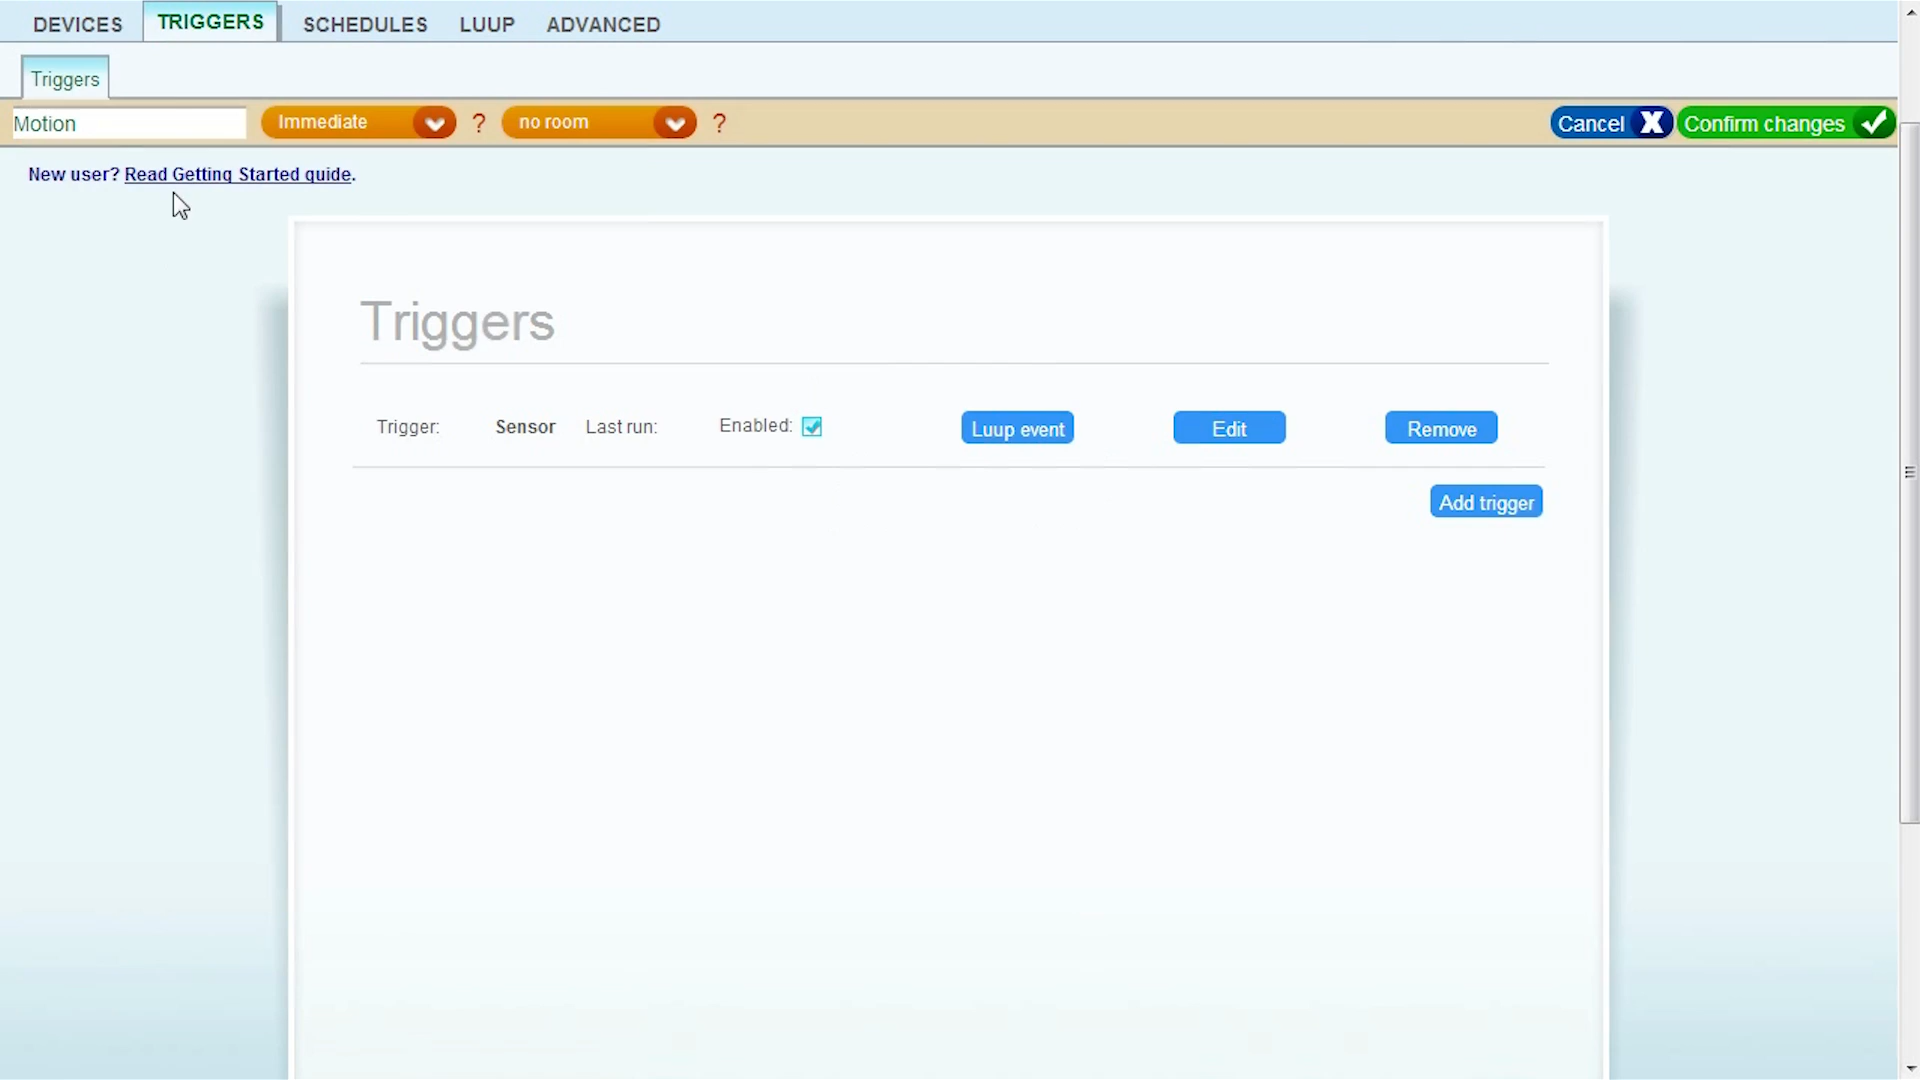 DEVICES TRIGGERS SCHEDULES LUUP ADVANCED
Triggers
Motion Immediate ? no room ? Cancel X Confirm changes
New user? Read Getting Started guide.
Triggers
Trigger: Sensor Last run: Enabled: Luup event Edit Remove
Add trigger